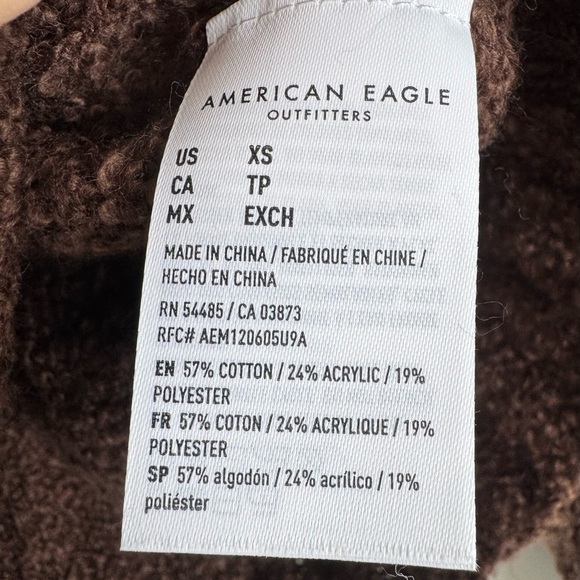 AMERICAN EAGLE
OUTFITTERS
US XS
CA TP
MX EXCH
MADE IN CHINA / FABRIQUÉ EN CHINE /
HECHO EN CHINA
RN 54485 / CA 03873
RFC# AEM120605U9A
EN 57% COTTON / 24% ACRYLIC / 19%
POLYESTER
FR 57% COTON / 24% ACRYLIQUE / 19%
POLYESTER
SP 57% algodón / 24% acrílico / 19%
poliéster